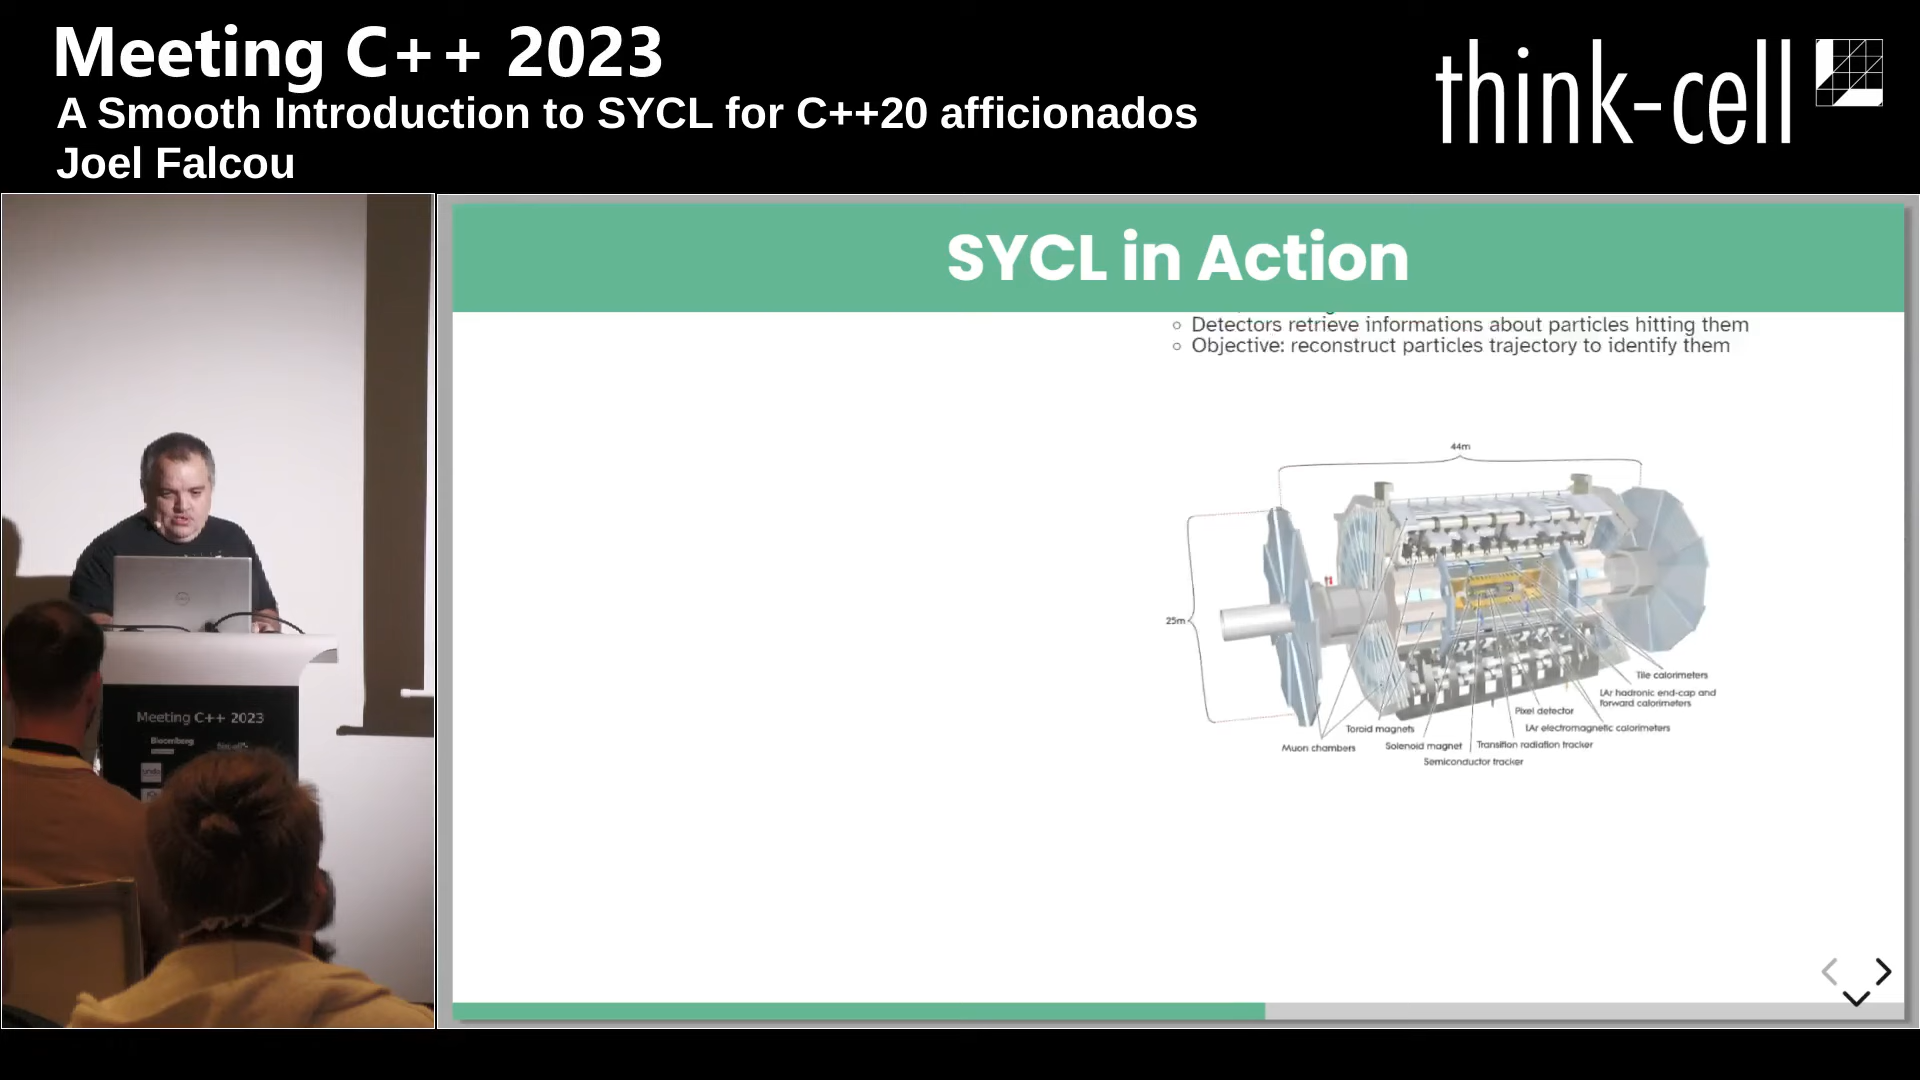 Meeting C++ 2023
A Smooth Introduction to SYCL for C++20 afficionados
Joel Falcou
think-cell
SYCL in Action
Detectors retrieve informations about particles hitting them
Objective: reconstruct particles trajectory to identify them
44m
25m
Tile calorimeters
LAr hadronic end-cap and
forward calorimeters
Pixel detector
LAr electromagnetic calorimeters
Toroid magnets
Muon chambers
Solenoid magnet
Transition radiation tracker
Semiconductor tracker
Meeting C++ 2023
Bloomberg